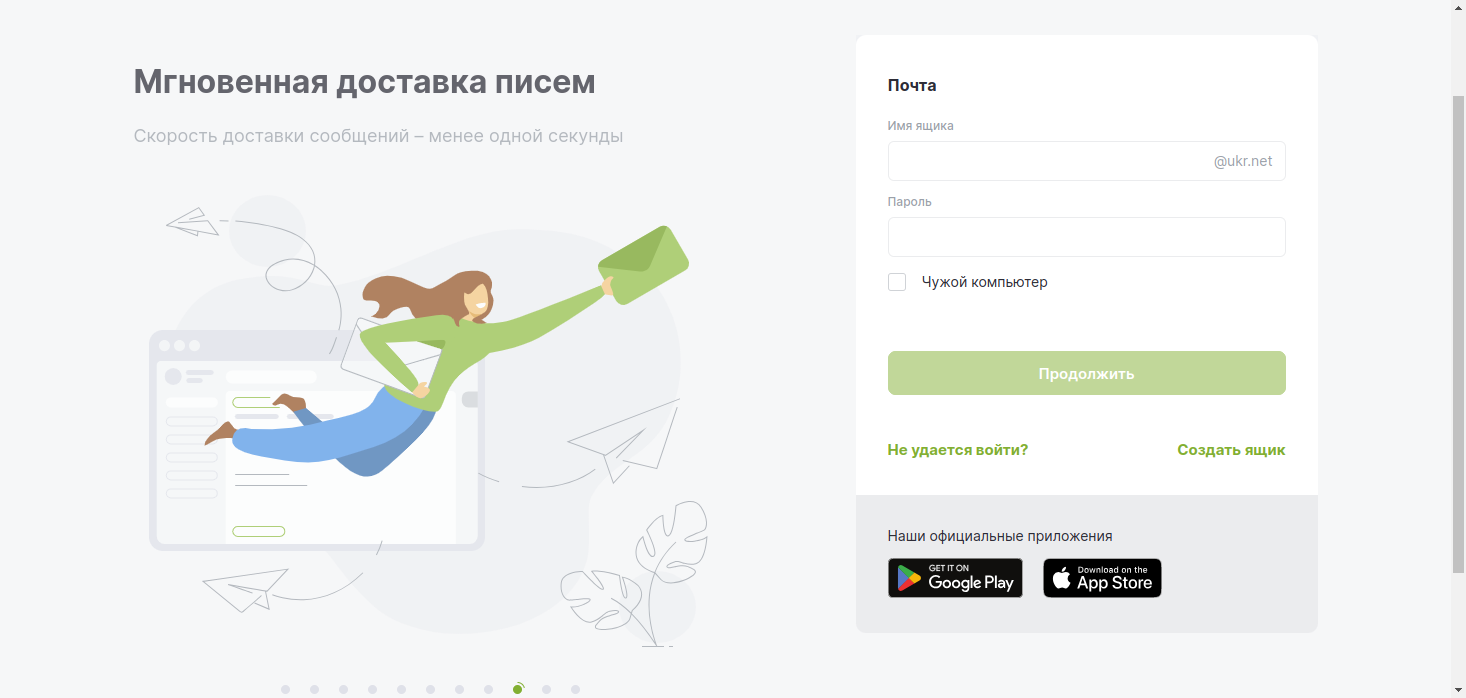 Мгновенная доставка писем
Скорость доставки сообщений – менее одной секунды
Почта
Имя ящика
@ukr.net
Пароль
Чужой компьютер
Продолжить
Не удается войти?
Создать ящик
Наши официальные приложения
GET IT ON
Google Play
Download on the
App Store